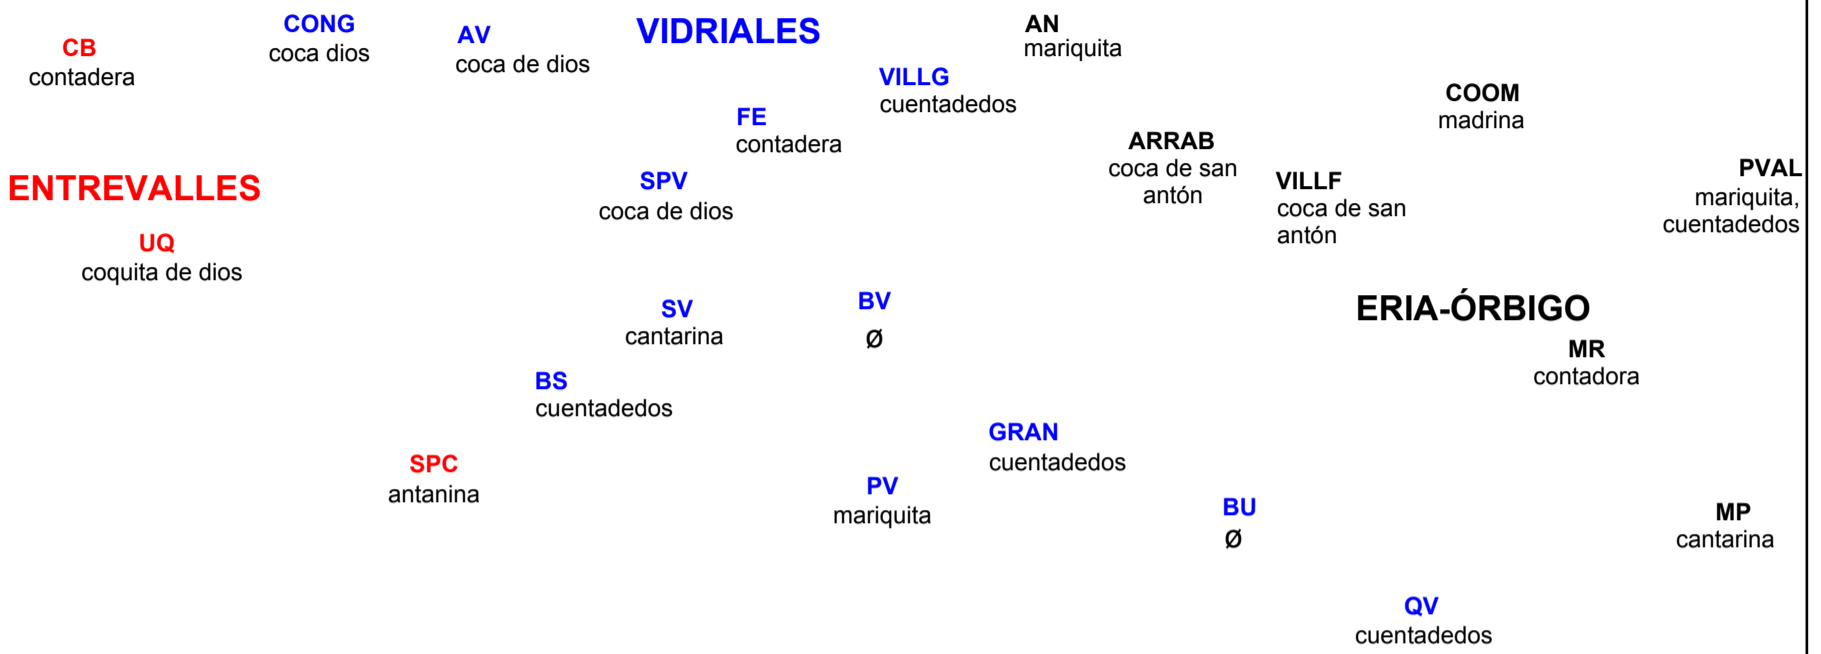 CONG
coca dios
AV
coca de dios
VIDRIALES
AN
mariquita
CB
contadera
VILLG
cuentadedos
COOM
madrina
FE
contadera
ARRAB
coca de san
antón
PVAL
mariquita,
cuentadedos
ENTREVALLES
SPV
coca de dios
VILLF
coca de san
antón
UQ
coquita de dios
SV
cantarina
BV
Ø
ERIA-ÓRBIGO
MR
contadora
BS
cuentadedos
GRAN
cuentadedos
SPC
antanina
PV
mariquita
BU
Ø
MP
cantarina
QV
cuentadedos